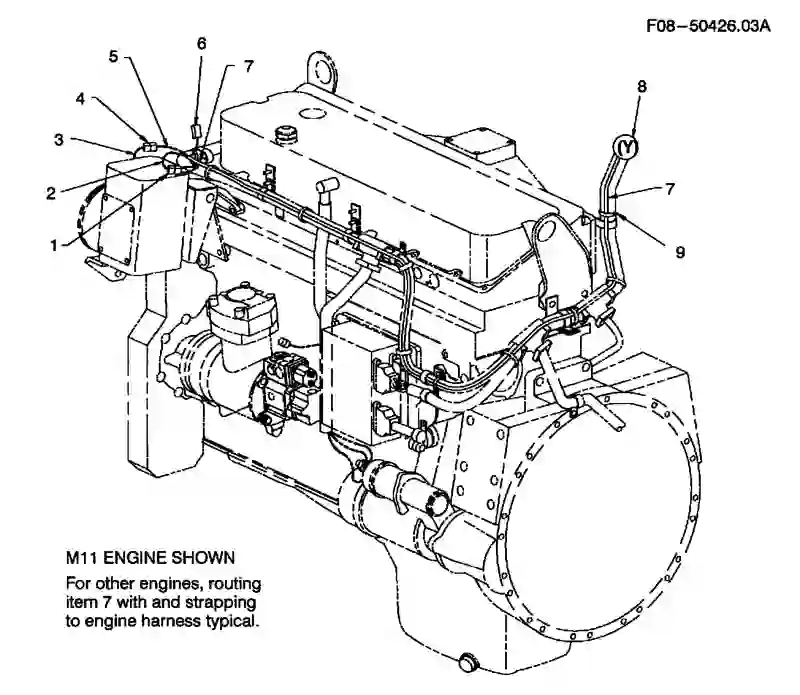 F08-50426.03A
6
5
7
8
4
3
(Y)
7
2
1
9
M11 ENGINE SHOWN
For other engines, routing
item 7 with and strapping
to engine harness typical.